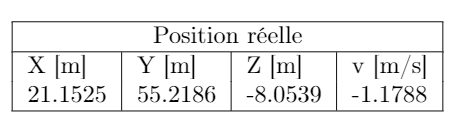 Position réelle
X [m] Y [m] Z [m] v [m/s]
21.1525 55.2186 -8.0539 -1.1788